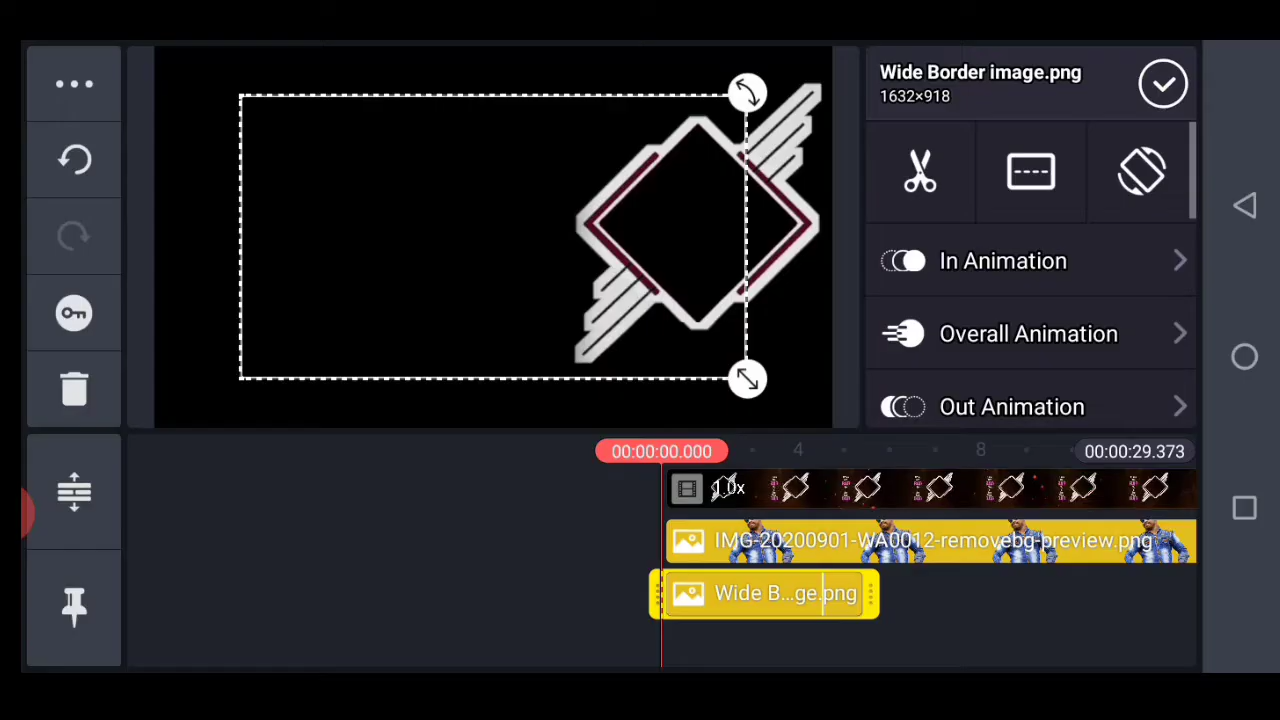 Wide Border image.png
1632×918
In Animation
Overall Animation
Out Animation
00:00:00.000
4
8
00:00:29.373
1.0x
IMG-20200901-WA0012-removebg-preview.png
Wide B...ge.png